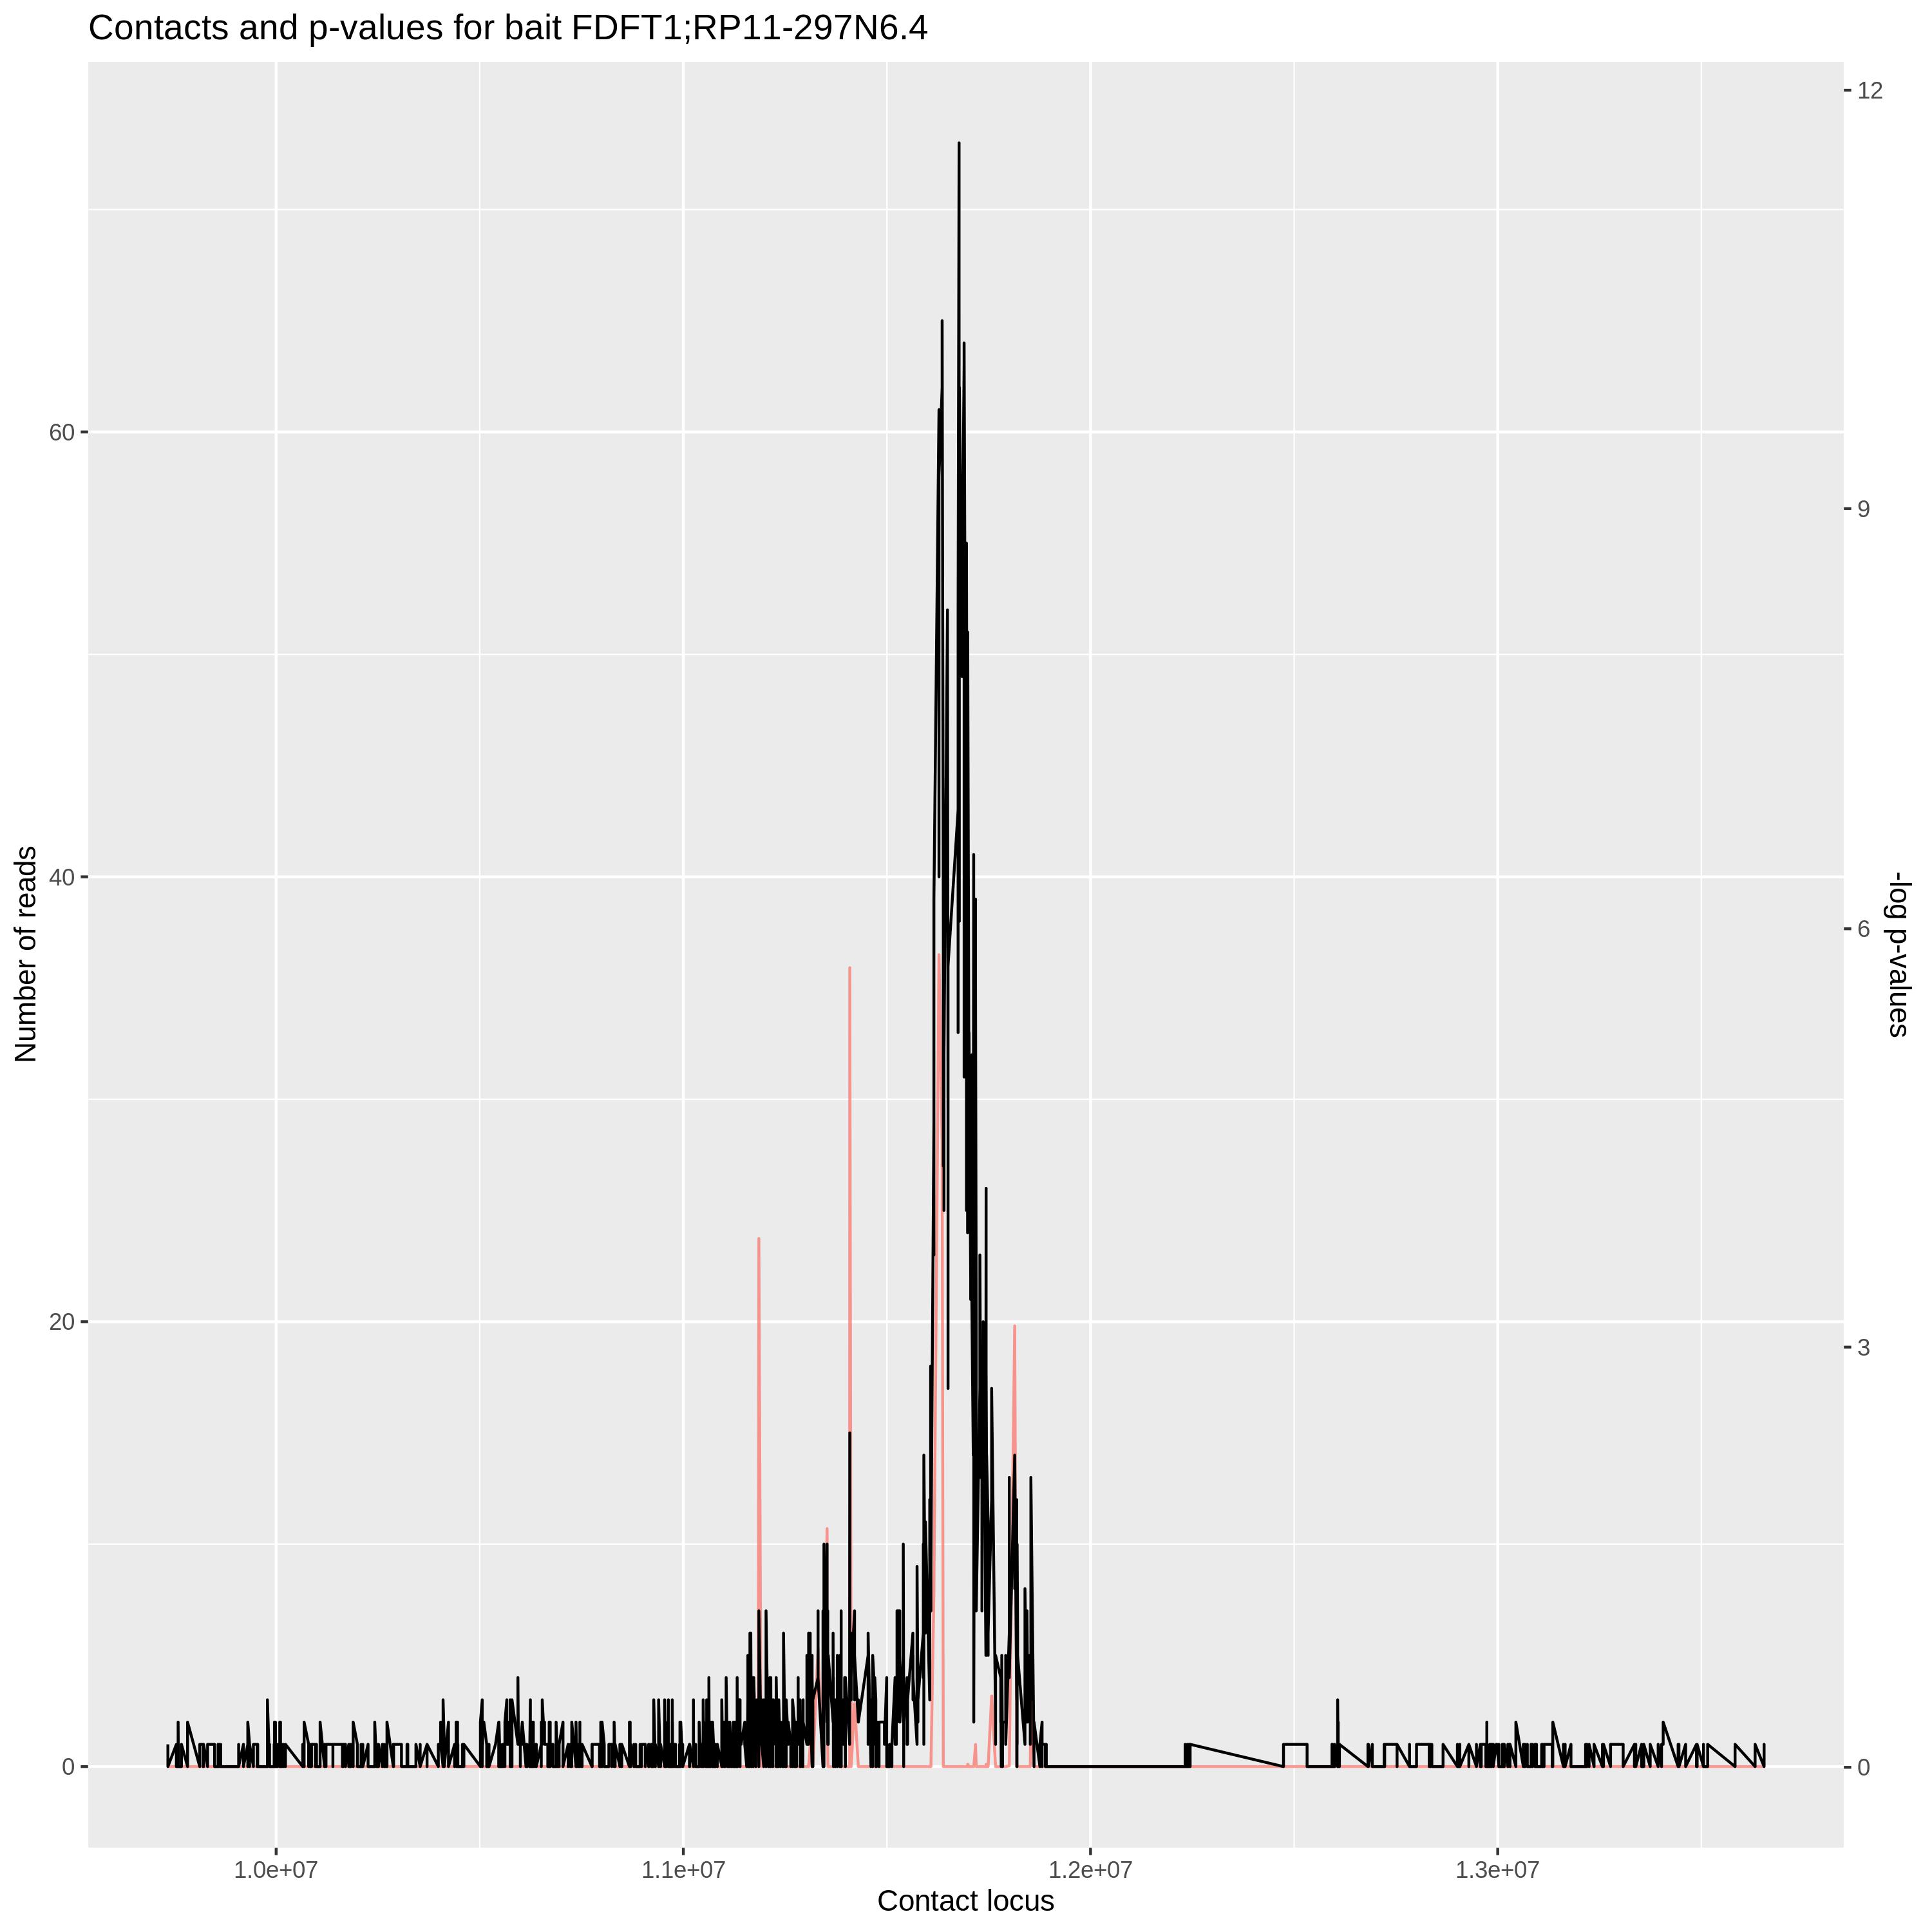 Contacts and p-values for bait FDFT1;RP11-297N6.4
Number of reads
60
40
20
0
12
9
6
3
0
-log p-values
1.0e+07
1.1e+07
1.2e+07
1.3e+07
Contact locus